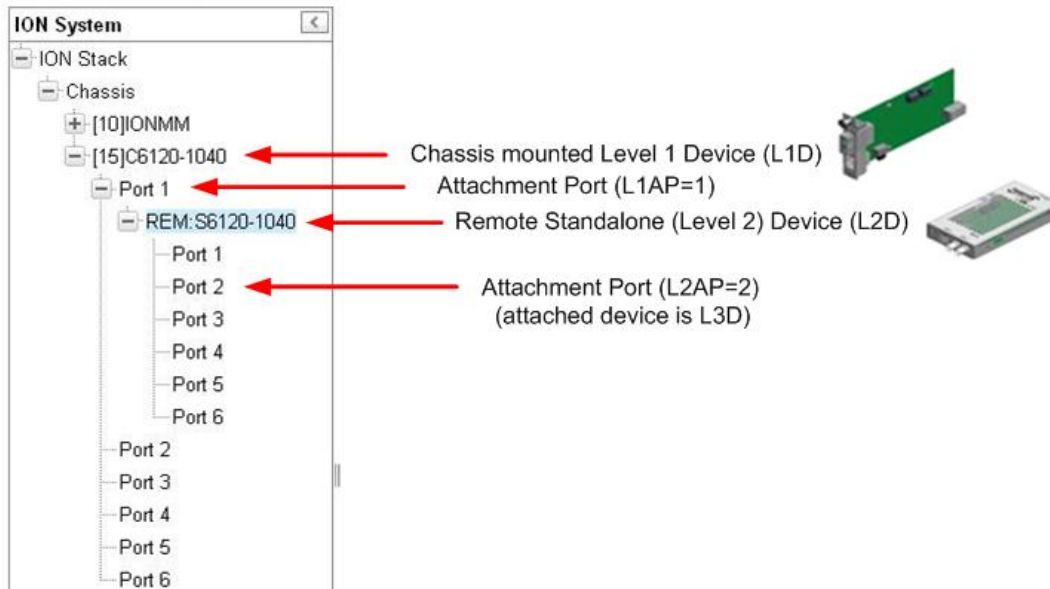 ION System
ION Stack
Chassis
[10]IONMM
[15]C6120-1040
Chassis mounted Level 1 Device (L1D)
Port 1
Attachment Port (L1AP=1)
REM:S6120-1040
Remote Standalone (Level 2) Device (L2D)
Port 1
Port 2
Attachment Port (L2AP=2)
(attached device is L3D)
Port 3
Port 4
Port 5
Port 6
Port 2
Port 3
Port 4
Port 5
Port 6